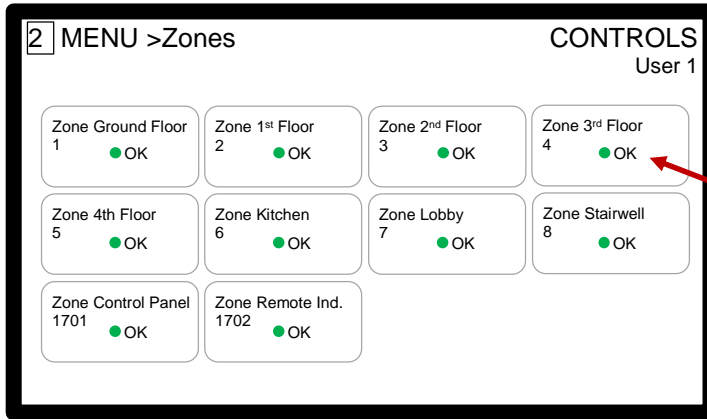 2 MENU >Zones CONTROLS
User 1
Zone Ground Floor Zone 1st Floor Zone 2nd Floor Zone 3rd Floor
1 2 3 4
OK OK OK OK
Zone 4th Floor Zone Kitchen Zone Lobby Zone Stairwell
5 6 7 8
OK OK OK OK
Zone Control Panel Zone Remote Ind.
1701 1702
OK OK